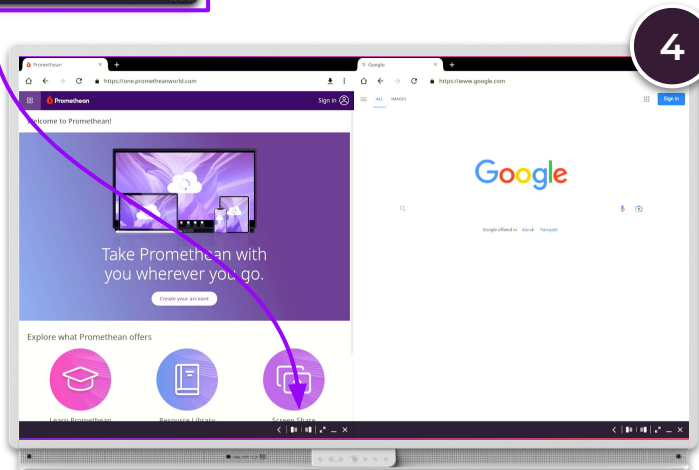 4
Promethean
https://one.prometheanworld.com
Promethean
Sign in
Welcome to Promethean!
Take Promethean with
you wherever you go.
Create your account
Explore what Promethean offers
Learn Promethean
Resource Library
Screen Share
Google
https://www.google.com
ALL IMAGES
Sign in
Google
Google offered in: dansk Føroyskt